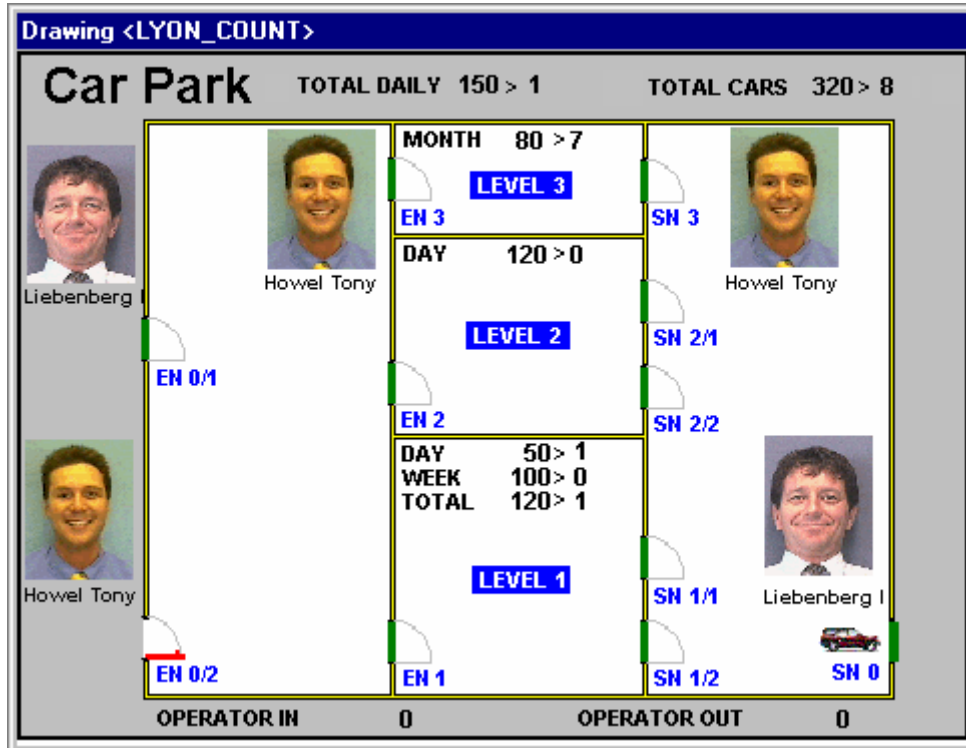 Drawing <LYON_COUNT>
Car Park TOTAL DAILY 150 > 1 TOTAL CARS 320 > 8
MONTH 80 > 7
LEVEL 3
EN 3
SN 3
Howel Tony
Howel Tony
Liebenberg
DAY 120 > 0
LEVEL 2
SN 2/1
EN 0/1
EN 2
SN 2/2
DAY 50 > 1
WEEK 100 > 0
TOTAL 120 > 1
LEVEL 1
Howel Tony
SN 1/1
Liebenberg I
EN 0/2
EN 1
SN 1/2
SN 0
OPERATOR IN 0 OPERATOR OUT 0